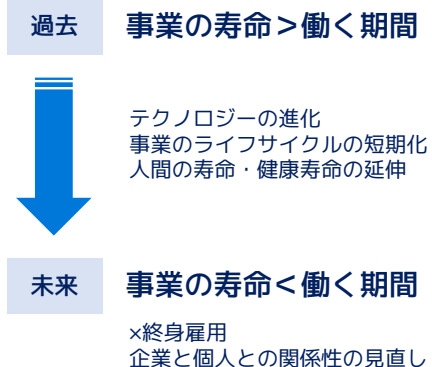 過去 事業の寿命＞働く期間
テクノロジーの進化
事業のライフサイクルの短期化
人間の寿命・健康寿命の延伸
未来 事業の寿命＜働く期間
×終身雇用
企業と個人との関係性の見直し